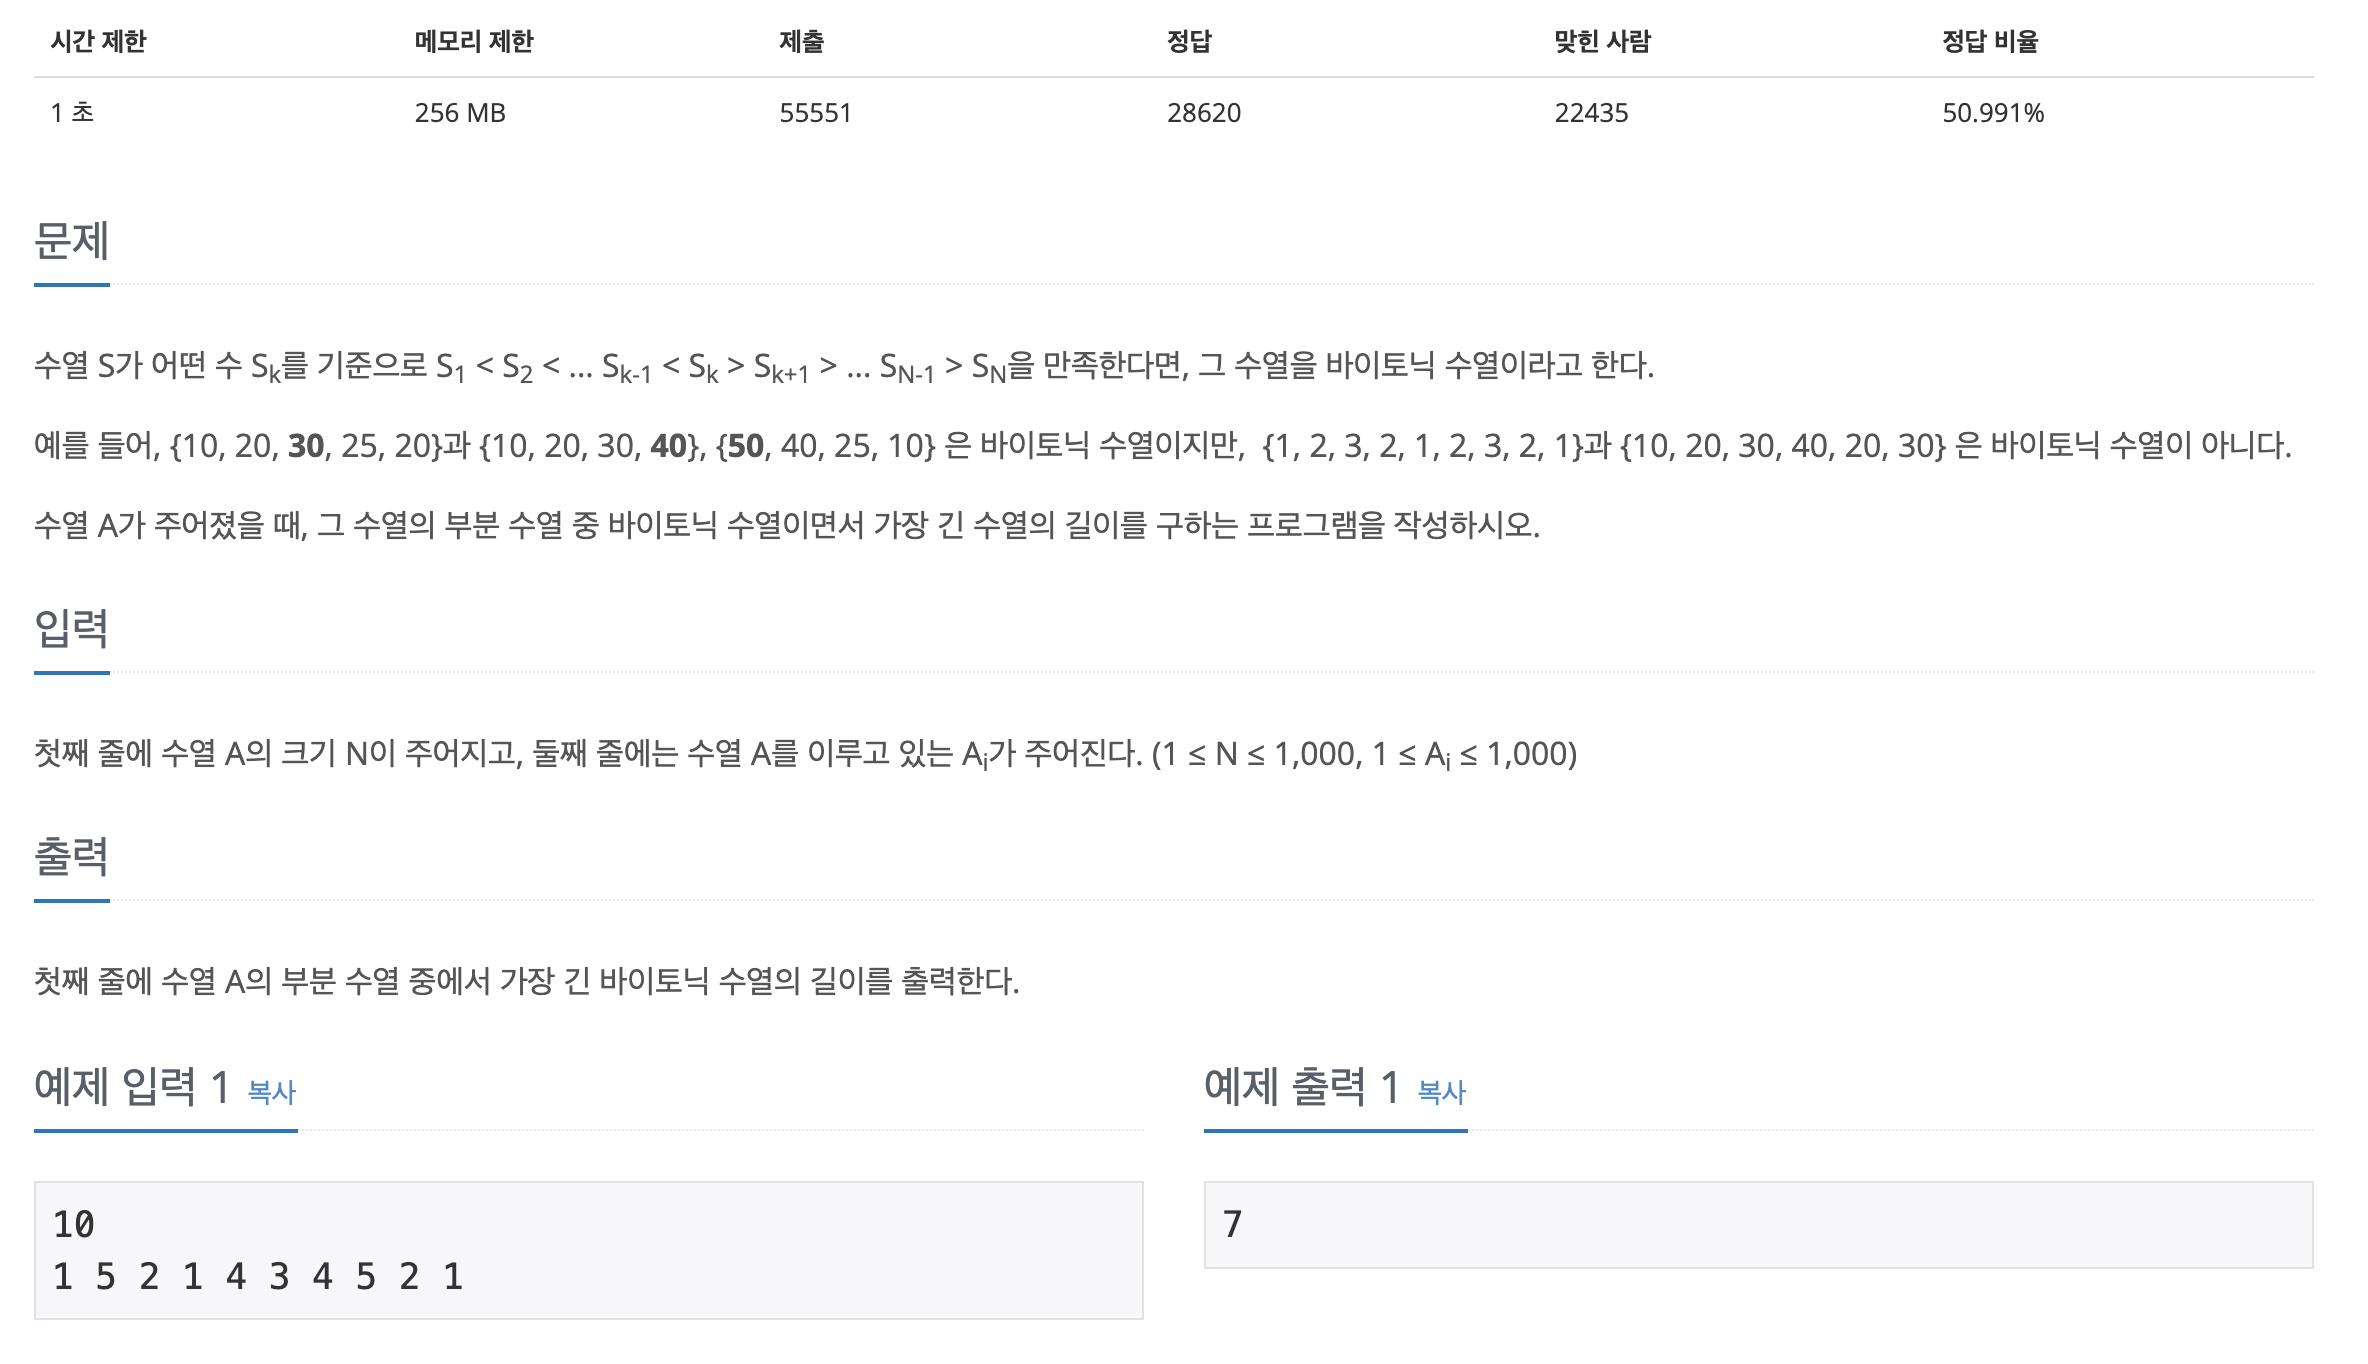 시간 제한 메모리 제한 제출 정답 맞힌 사람 정답 비율
1 초 256 MB 55551 28620 22435 50.991%
문제
수열 S가 어떤 수 Sk를 기준으로 S1 < S2 < ... Sk-1 < Sk > Sk+1 > ... SN-1 > SN을 만족한다면, 그 수열을 바이토닉 수열이라고 한다.
예를 들어, {10, 20, 30, 25, 20}과 {10, 20, 30, 40}, {50, 40, 25, 10} 은 바이토닉 수열이지만,  {1, 2, 3, 2, 1, 2, 3, 2, 1}과 {10, 20, 30, 40, 20, 30} 은 바이토닉 수열이 아니다.
수열 A가 주어졌을 때, 그 수열의 부분 수열 중 바이토닉 수열이면서 가장 긴 수열의 길이를 구하는 프로그램을 작성하시오.
입력
첫째 줄에 수열 A의 크기 N이 주어지고, 둘째 줄에는 수열 A를 이루고 있는 Ai가 주어진다. (1 ≤ N ≤ 1,000, 1 ≤ Ai ≤ 1,000)
출력
첫째 줄에 수열 A의 부분 수열 중에서 가장 긴 바이토닉 수열의 길이를 출력한다.
예제 입력 1 복사
10
1 5 2 1 4 3 4 5 2 1
예제 출력 1 복사
7